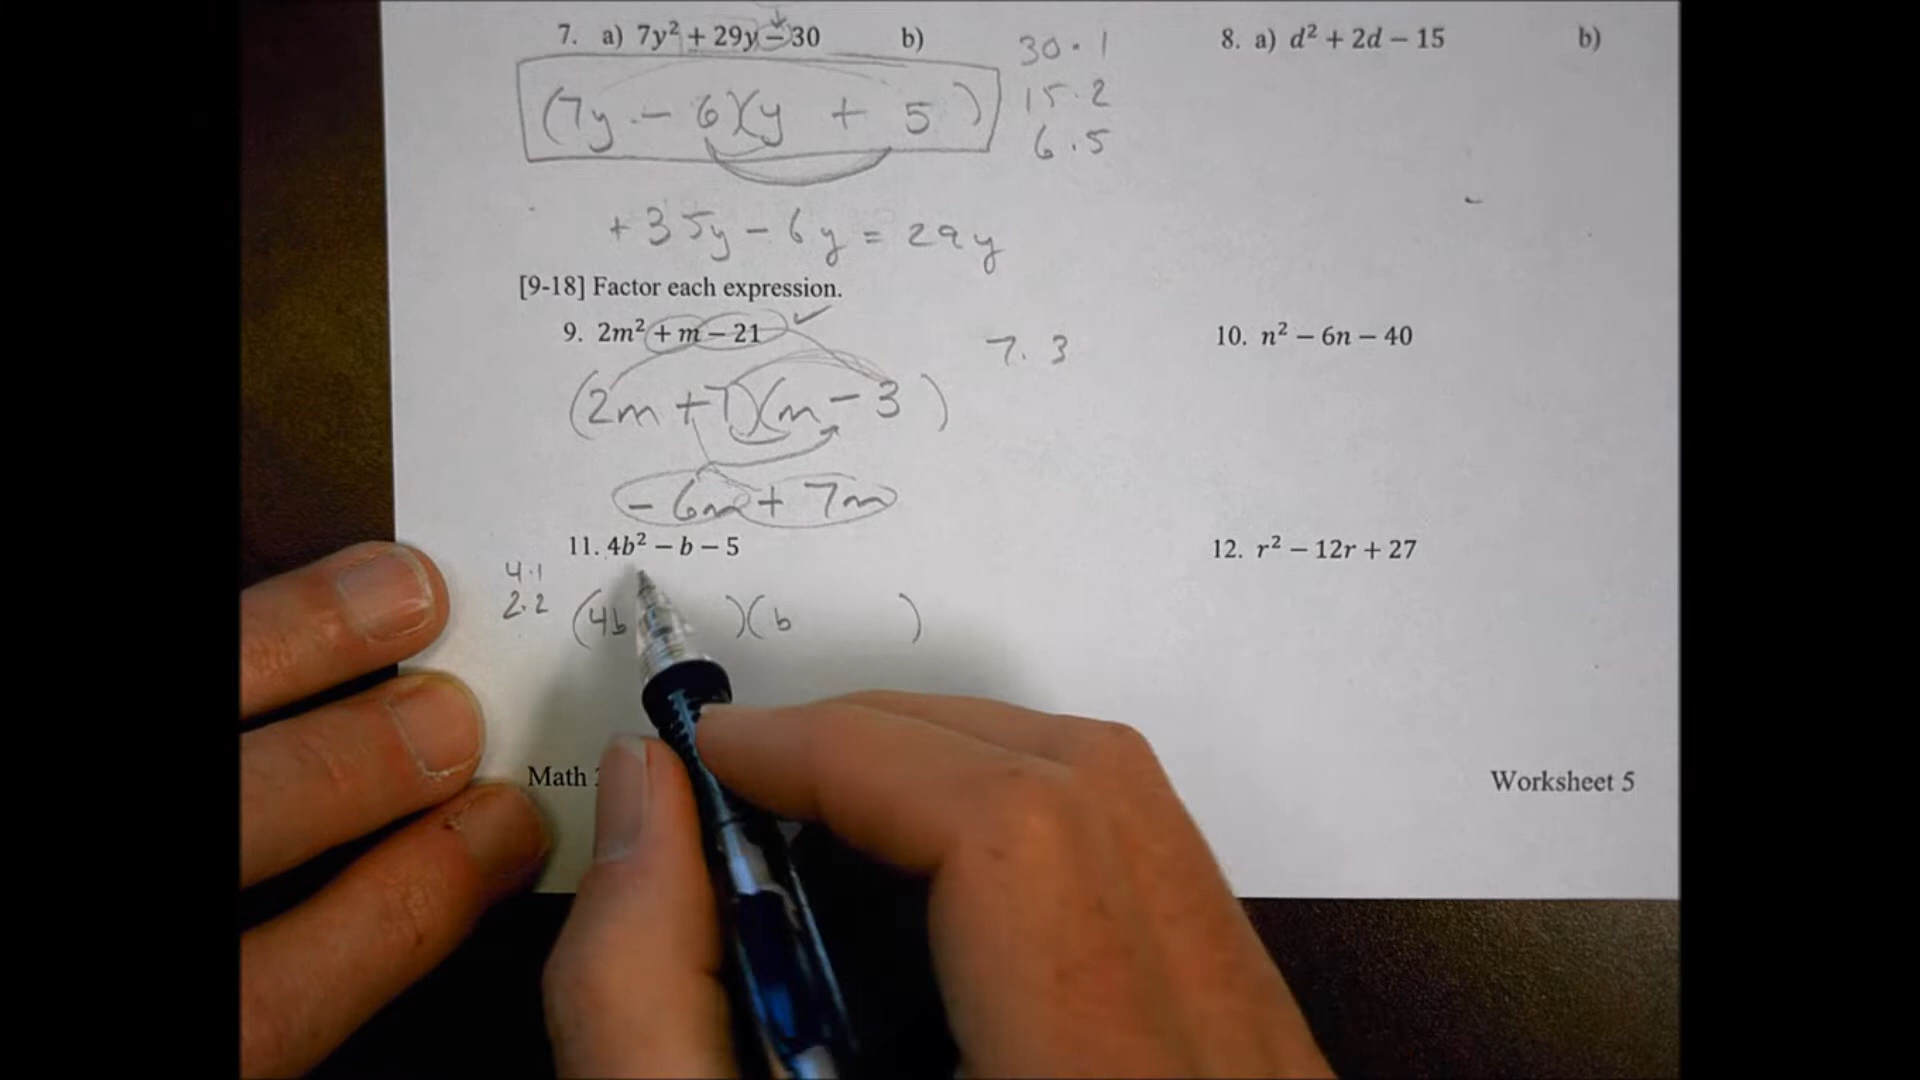 7. a) 7y² + 29y − 30 b)
30 · 1
8. a) d² + 2d − 15 b)
(7y − 6)(y + 5)
15 · 2
6 · 5
+ 35y − 6y = 29y
[9-18] Factor each expression.
9. 2m² + m − 21 ✓
7 · 3
10. n² − 6n − 40
(2m + 7)(m − 3)
− 6m + 7m
11. 4b² − b − 5
12. r² − 12r + 27
4·1
2·2
(4b )(b )
Math
Worksheet 5